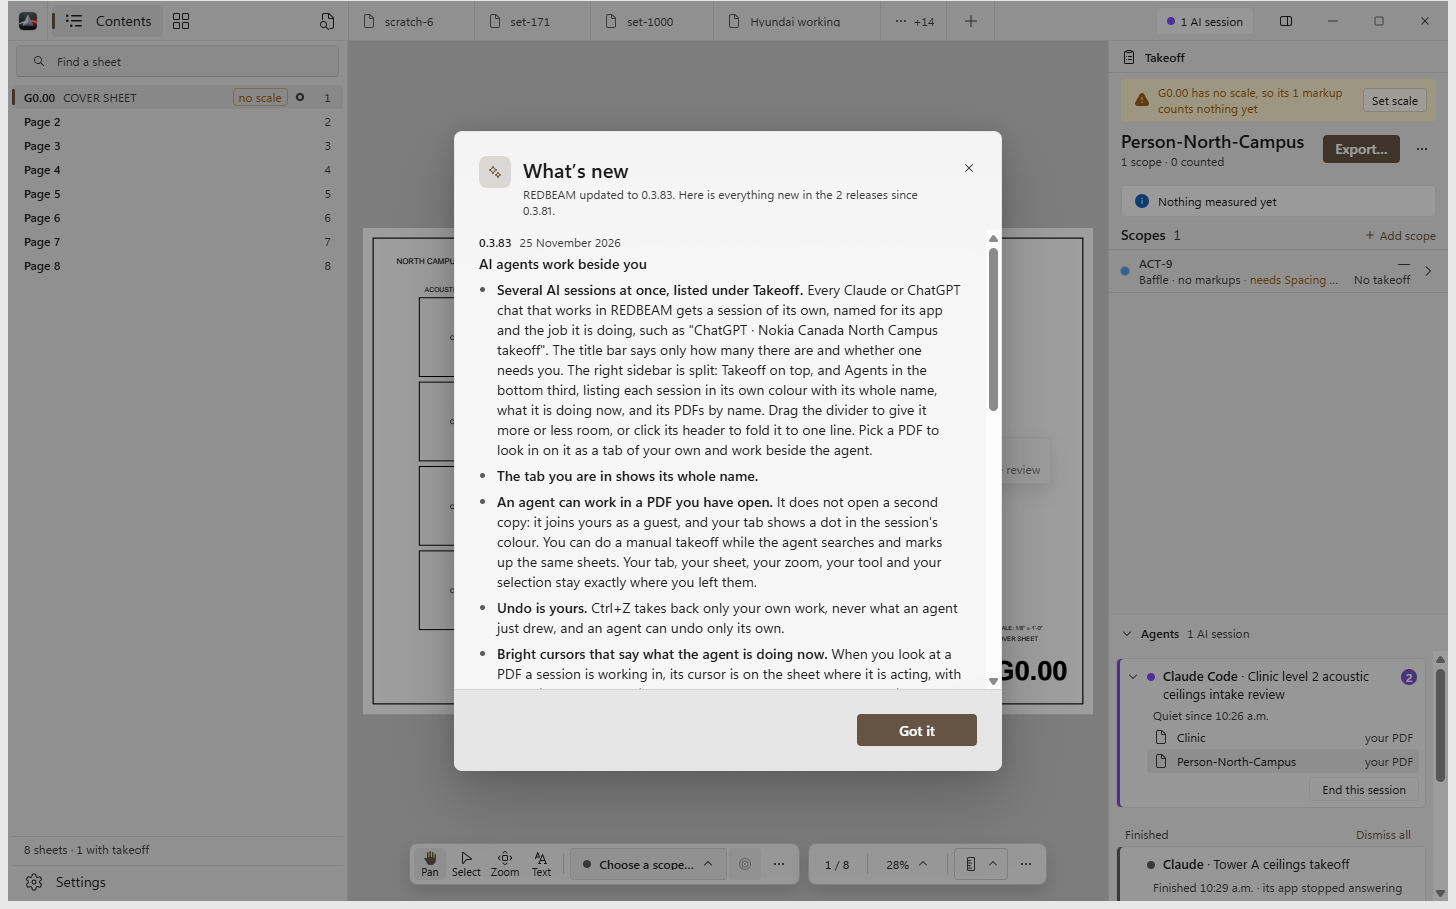 Contents
scratch-6
set-171
set-1000
Hyundai working
+14
1 AI session
Find a sheet
G0.00 COVER SHEET no scale 1
Page 2 2
Page 3 3
Page 4 4
Page 5 5
Page 6 6
Page 7 7
Page 8 8
8 sheets · 1 with takeoff
Settings
NORTH CAMPU
ACOUST
What's new
REDBEAM updated to 0.3.83. Here is everything new in the 2 releases since
0.3.81.
0.3.83 25 November 2026
AI agents work beside you
• Several AI sessions at once, listed under Takeoff. Every Claude or ChatGPT
chat that works in REDBEAM gets a session of its own, named for its app
and the job it is doing, such as "ChatGPT · Nokia Canada North Campus
takeoff". The title bar says only how many there are and whether one
needs you. The right sidebar is split: Takeoff on top, and Agents in the
bottom third, listing each session in its own colour with its whole name,
what it is doing now, and its PDFs by name. Drag the divider to give it
more or less room, or click its header to fold it to one line. Pick a PDF to
look in on it as a tab of your own and work beside the agent.
• The tab you are in shows its whole name.
• An agent can work in a PDF you have open. It does not open a second
copy: it joins yours as a guest, and your tab shows a dot in the session's
colour. You can do a manual takeoff while the agent searches and marks
up the same sheets. Your tab, your sheet, your zoom, your tool and your
selection stay exactly where you left them.
• Undo is yours. Ctrl+Z takes back only your own work, never what an agent
just drew, and an agent can undo only its own.
• Bright cursors that say what the agent is doing now. When you look at a
PDF a session is working in, its cursor is on the sheet where it is acting, with
Got it
review
ALE: 1/8" = 1'-0"
VER SHEET
G0.00
Pan
Select
Zoom
Text
Choose a scope...
1 / 8
28%
Takeoff
G0.00 has no scale, so its 1 markup
counts nothing yet
Set scale
Person-North-Campus
1 scope · 0 counted
Export...
Nothing measured yet
Scopes 1
+ Add scope
ACT-9 —
Baffle · no markups · needs Spacing ... No takeoff
Agents 1 AI session
Claude Code · Clinic level 2 acoustic
ceilings intake review
2
Quiet since 10:26 a.m.
Clinic your PDF
Person-North-Campus your PDF
End this session
Finished Dismiss all
Claude · Tower A ceilings takeoff
Finished 10:29 a.m. · its app stopped answering